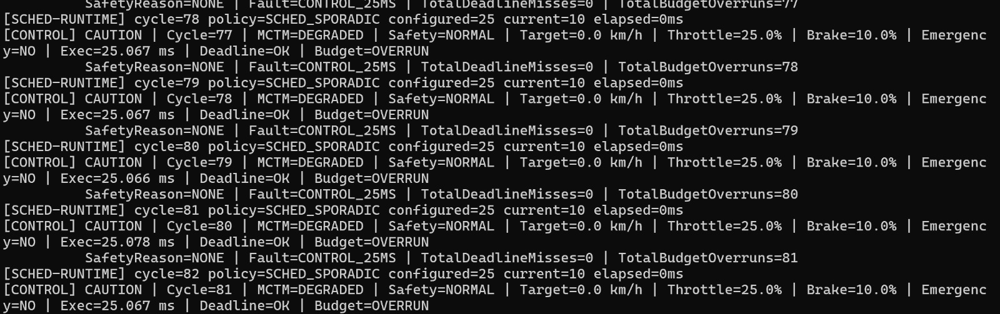 SafetyReason=NONE | Fault=CONTROL_25MS | TotalDeadlineMisses=0 | TotalBudgetOverruns=77
[SCHED-RUNTIME] cycle=78 policy=SCHED_SPORADIC configured=25 current=10 elapsed=0ms
[CONTROL] CAUTION | Cycle=77 | MCTM=DEGRADED | Safety=NORMAL | Target=0.0 km/h | Throttle=25.0% | Brake=10.0% | Emergenc
y=NO | Exec=25.067 ms | Deadline=OK | Budget=OVERRUN
SafetyReason=NONE | Fault=CONTROL_25MS | TotalDeadlineMisses=0 | TotalBudgetOverruns=78
[SCHED-RUNTIME] cycle=79 policy=SCHED_SPORADIC configured=25 current=10 elapsed=0ms
[CONTROL] CAUTION | Cycle=78 | MCTM=DEGRADED | Safety=NORMAL | Target=0.0 km/h | Throttle=25.0% | Brake=10.0% | Emergenc
y=NO | Exec=25.067 ms | Deadline=OK | Budget=OVERRUN
SafetyReason=NONE | Fault=CONTROL_25MS | TotalDeadlineMisses=0 | TotalBudgetOverruns=79
[SCHED-RUNTIME] cycle=80 policy=SCHED_SPORADIC configured=25 current=10 elapsed=0ms
[CONTROL] CAUTION | Cycle=79 | MCTM=DEGRADED | Safety=NORMAL | Target=0.0 km/h | Throttle=25.0% | Brake=10.0% | Emergenc
y=NO | Exec=25.066 ms | Deadline=OK | Budget=OVERRUN
SafetyReason=NONE | Fault=CONTROL_25MS | TotalDeadlineMisses=0 | TotalBudgetOverruns=80
[SCHED-RUNTIME] cycle=81 policy=SCHED_SPORADIC configured=25 current=10 elapsed=0ms
[CONTROL] CAUTION | Cycle=80 | MCTM=DEGRADED | Safety=NORMAL | Target=0.0 km/h | Throttle=25.0% | Brake=10.0% | Emergenc
y=NO | Exec=25.078 ms | Deadline=OK | Budget=OVERRUN
SafetyReason=NONE | Fault=CONTROL_25MS | TotalDeadlineMisses=0 | TotalBudgetOverruns=81
[SCHED-RUNTIME] cycle=82 policy=SCHED_SPORADIC configured=25 current=10 elapsed=0ms
[CONTROL] CAUTION | Cycle=81 | MCTM=DEGRADED | Safety=NORMAL | Target=0.0 km/h | Throttle=25.0% | Brake=10.0% | Emergenc
y=NO | Exec=25.067 ms | Deadline=OK | Budget=OVERRUN